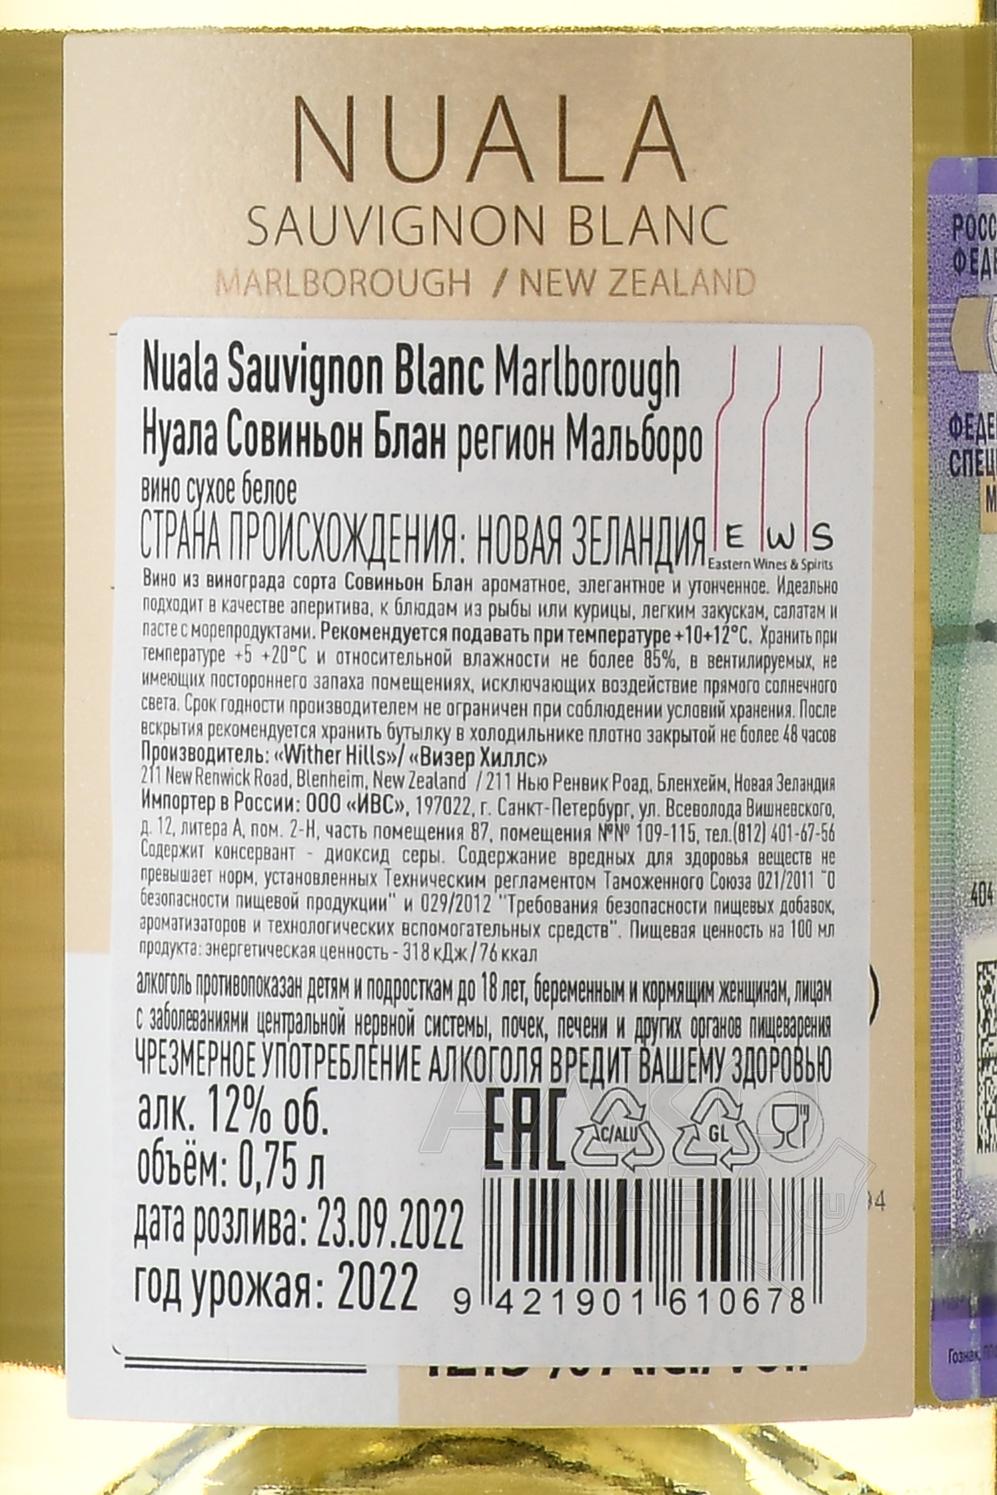 NUALA
SAUVIGNON BLANC
MARLBOROUGH / NEW ZEALAND
Nuala Sauvignon Blanc Marlborough
Нуала Совиньон Блан регион Мальборо
вино сухое белое
СТРАНА ПРОИСХОЖДЕНИЯ: НОВАЯ ЗЕЛАНДИЯ
E W S
Eastern Wines & Spirits
Вино из винограда сорта Совиньон Блан ароматное, элегантное и утонченное. Идеально
подходит в качестве аперитива, к блюдам из рыбы или курицы, легким закускам, салатам и
пасте с морепродуктами. Рекомендуется подавать при температуре +10+12°С. Хранить при
температуре +5 +20°С и относительной влажности не более 85%, в вентилируемых, не
имеющих постороннего запаха помещениях, исключающих воздействие прямого солнечного
света. Срок годности производителем не ограничен при соблюдении условий хранения. После
вскрытия рекомендуется хранить бутылку в холодильнике плотно закрытой не более 48 часов
Производитель: «Wither Hills»/ «Визер Хиллс»
211 New Renwick Road, Blenheim, New Zealand / 211 Нью Ренвик Роад, Бленхейм, Новая Зеландия
Импортер в России: ООО «ИВС», 197022, г. Санкт-Петербург, ул. Всеволода Вишневского,
д. 12, литера А, пом. 2-Н, часть помещения 87, помещения №№ 109-115, тел.(812) 401-67-56
Содержит консервант - диоксид серы. Содержание вредных для здоровья веществ не
превышает норм, установленных Техническим регламентом Таможенного Союза 021/2011 "О
безопасности пищевой продукции" и 029/2012 "Требования безопасности пищевых добавок,
ароматизаторов и технологических вспомогательных средств". Пищевая ценность на 100 мл
продукта: энергетическая ценность - 318 кДж/76 ккал
алкоголь противопоказан детям и подросткам до 18 лет, беременным и кормящим женщинам, лицам
с заболеваниями центральной нервной системы, почек, печени и других органов пищеварения
ЧРЕЗМЕРНОЕ УПОТРЕБЛЕНИЕ АЛКОГОЛЯ ВРЕДИТ ВАШЕМУ ЗДОРОВЬЮ
алк. 12% об.
объём: 0,75 л
дата розлива: 23.09.2022
год урожая: 2022
EAC
C/ALU
GL
9 421901 610678
94
РОСС
ФЕДЕ
ФЕДЕ
СПЕЦ
М
404
Гознак